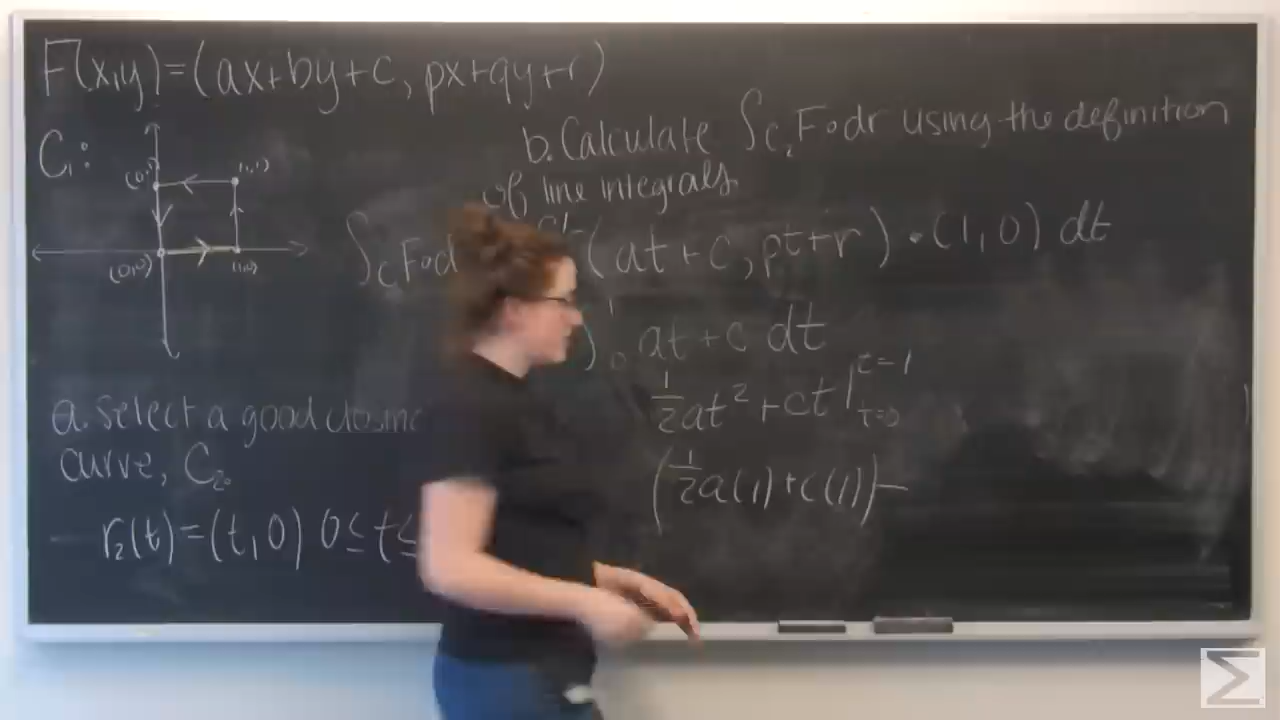 F(x,y)=(ax+by+c, px+qy+r)
b. Calculate ∫C₂ F∘dr using the definition
of line integrals.
C₁:
(1,1)
(0,0)
(1,0)
∫C F∘d (at+c, pt+r)·(1,0) dt
∫₀¹ at+c dt
½at²+ct|t=1 t=0
(½a(1)+c(1))-
a. Select a good closing
curve, C₂.
r₂(t)=(t,0) 0≤t≤
Σ